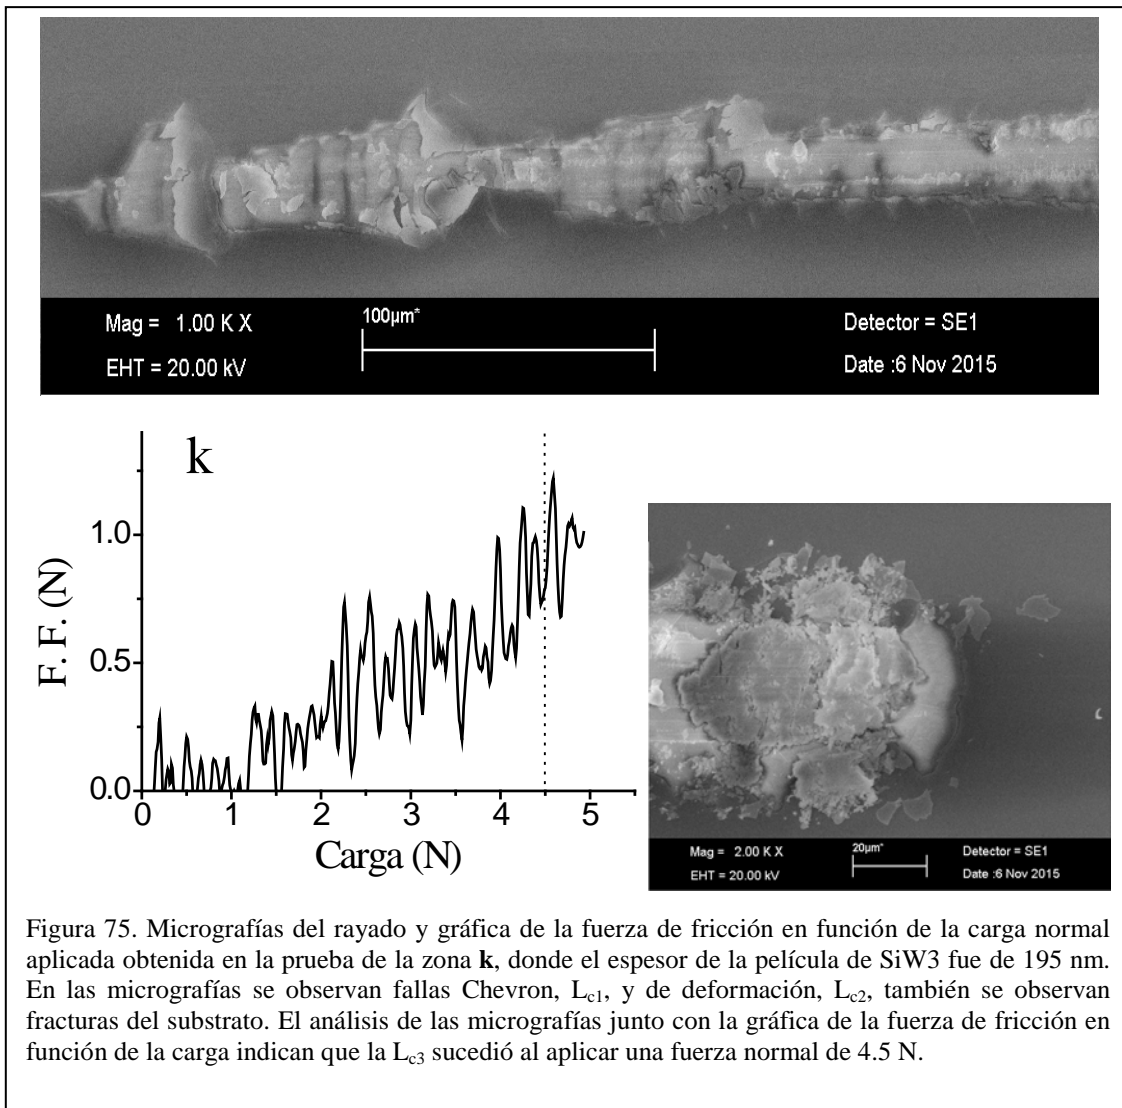 Mag = 1.00 K X
100µm*
Detector = SE1
EHT = 20.00 kV
Date :6 Nov 2015
k
1.0
0.5
0.0
F. F. (N)
0 1 2 3 4 5
Carga (N)
Mag = 2.00 K X
20µm*
Detector = SE1
EHT = 20.00 kV
Date :6 Nov 2015
Figura 75. Micrografías del rayado y gráfica de la fuerza de fricción en función de la carga normal
aplicada obtenida en la prueba de la zona k, donde el espesor de la película de SiW3 fue de 195 nm.
En las micrografías se observan fallas Chevron, Lc1, y de deformación, Lc2, también se observan
fracturas del substrato. El análisis de las micrografías junto con la gráfica de la fuerza de fricción en
función de la carga indican que la Lc3 sucedió al aplicar una fuerza normal de 4.5 N.